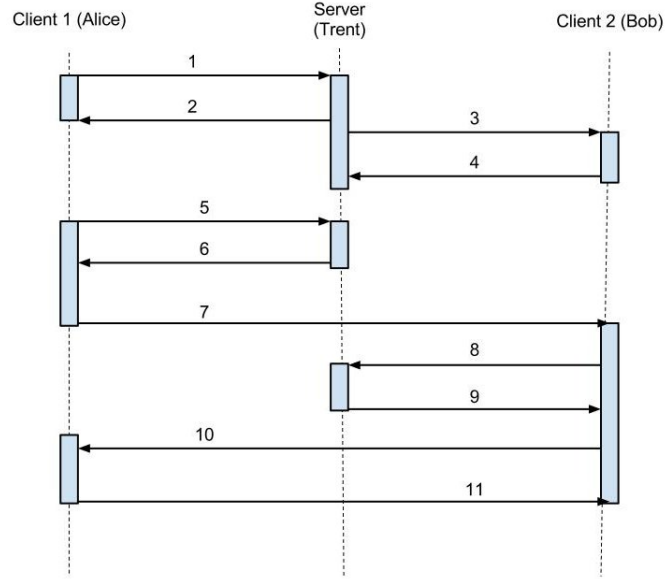 Client 1 (Alice)
Server
(Trent)
Client 2 (Bob)
1
2
3
4
5
6
7
8
9
10
11